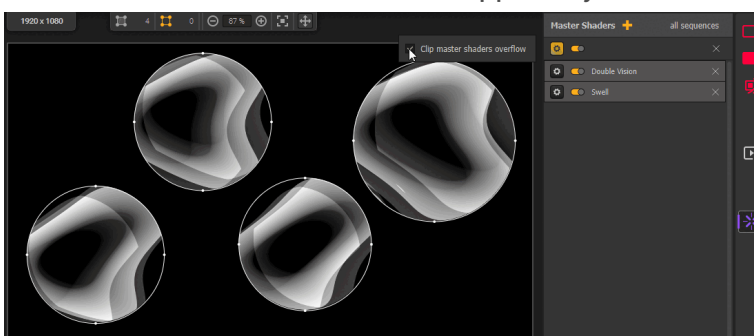 1920 x 1080
4
0
87 %
Master Shaders
all sequences
Clip master shaders overflow
Double Vision
Swell